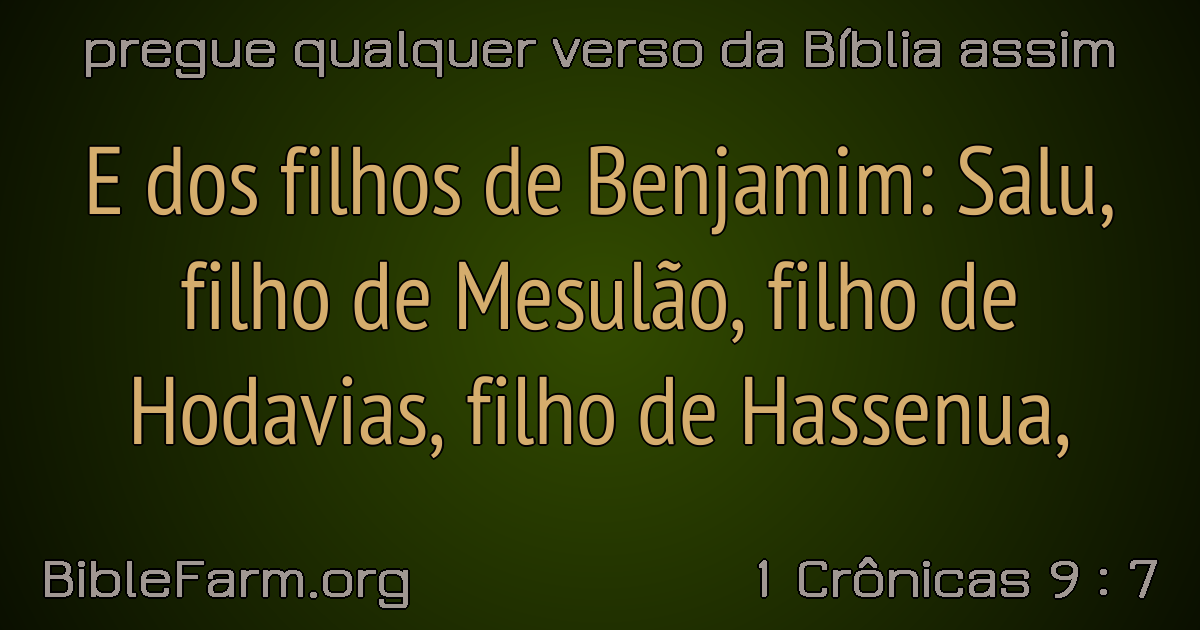 pregue qualquer verso da Bíblia assim
E dos filhos de Benjamim: Salu,
filho de Mesulão, filho de
Hodavias, filho de Hassenua,
BibleFarm.org
1 Crônicas 9 : 7